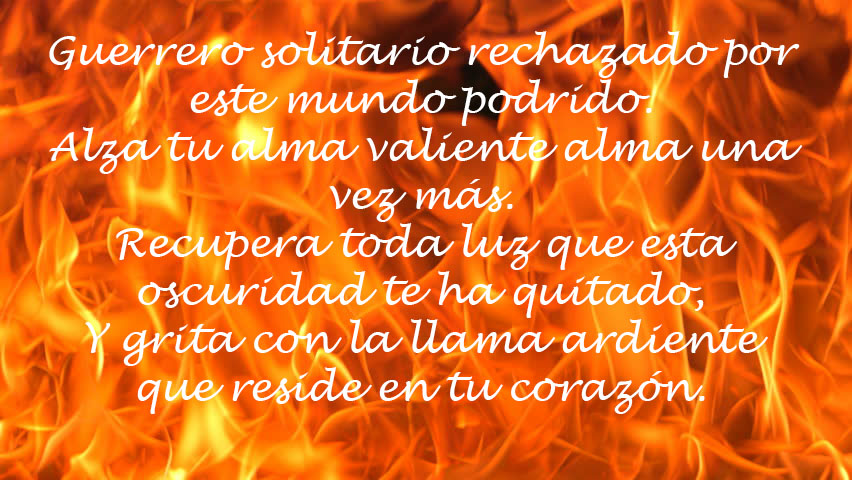 Guerrero solitario rechazado por
este mundo podrido.
Alza tu alma valiente alma una
vez más.
Recupera toda luz que esta
oscuridad te ha quitado,
Y grita con la llama ardiente
que reside en tu corazón.